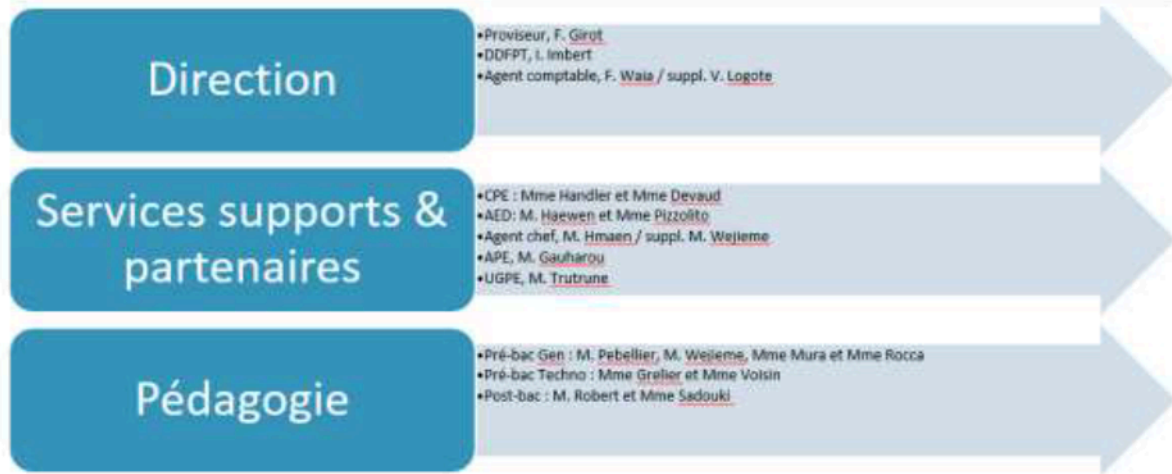 Direction
•Proviseur, F. Girot
•DDFPT, I. Imbert
•Agent comptable, F. Waia / suppl. V. Logote
Services supports &
partenaires
•CPE : Mme Handler et Mme Devaud
•AED: M. Haewen et Mme Pizzolito
•Agent chef, M. Hmaen / suppl. M. Wejieme
•APE, M. Gauharou
•UGPE, M. Trutrune
Pédagogie
•Pré-bac Gen : M. Pebellier, M. Wejieme, Mme Mura et Mme Rocca
•Pré-bac Techno : Mme Grelier et Mme Voisin
•Post-bac : M. Robert et Mme Sadouki